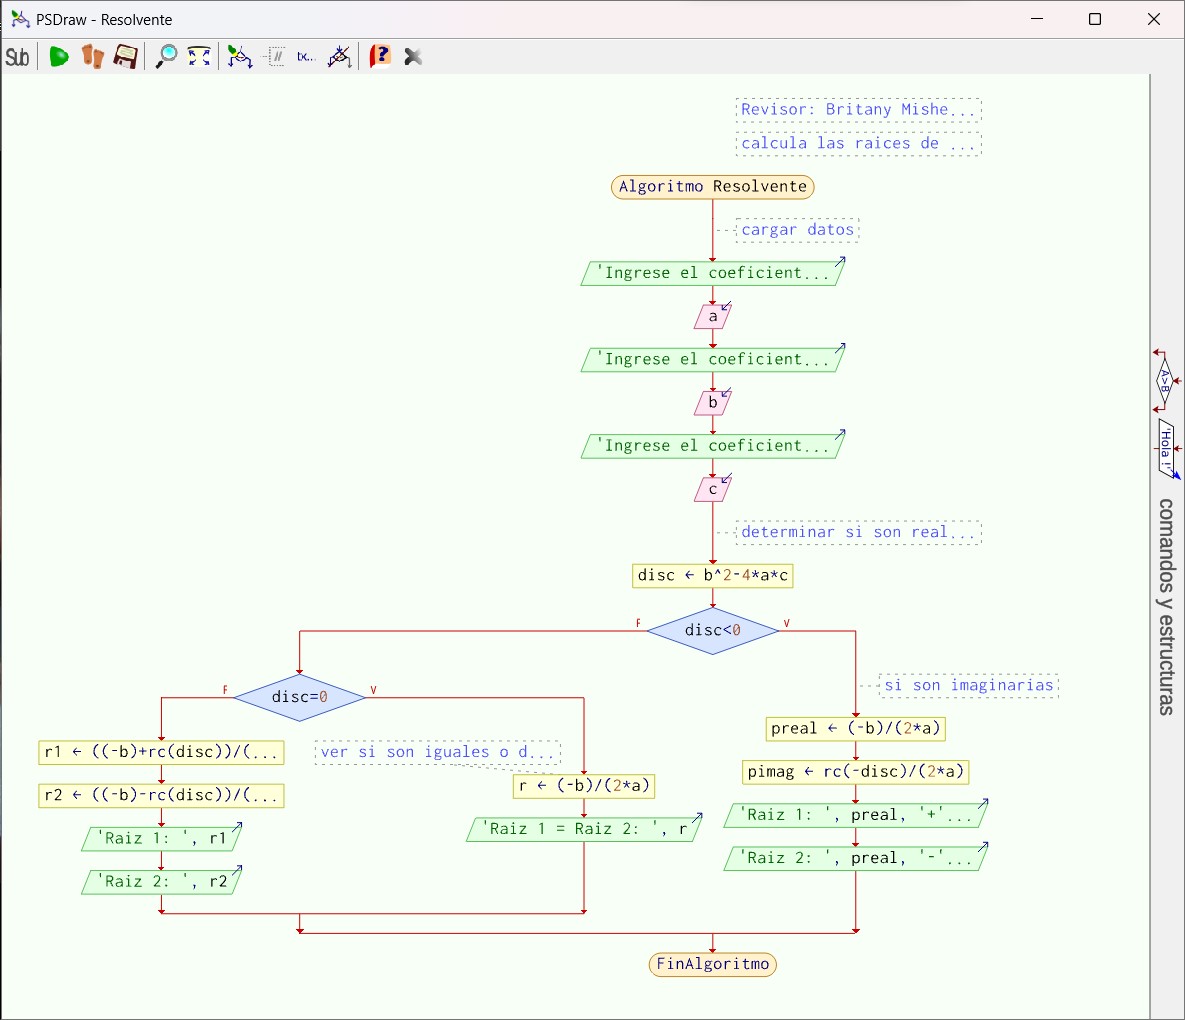 PSDraw - Resolvente
Sub
tx...
?
Revisor: Britany Mishe...
calcula las raices de ...
Algoritmo Resolvente
cargar datos
'Ingrese el coeficient...
a
'Ingrese el coeficient...
b
'Ingrese el coeficient...
c
determinar si son real...
disc ← b^2-4*a*c
F
disc<0
V
si son imaginarias
F
disc=0
V
preal ← (-b)/(2*a)
r1 ← ((-b)+rc(disc))/(...
ver si son iguales o d...
pimag ← rc(-disc)/(2*a)
r ← (-b)/(2*a)
r2 ← ((-b)-rc(disc))/(...
'Raiz 1: ', preal, '+'...
'Raiz 1 = Raiz 2: ', r
'Raiz 1: ', r1
'Raiz 2: ', preal, '-'...
'Raiz 2: ', r2
FinAlgoritmo
A>B
'Hola !'
comandos y estructuras